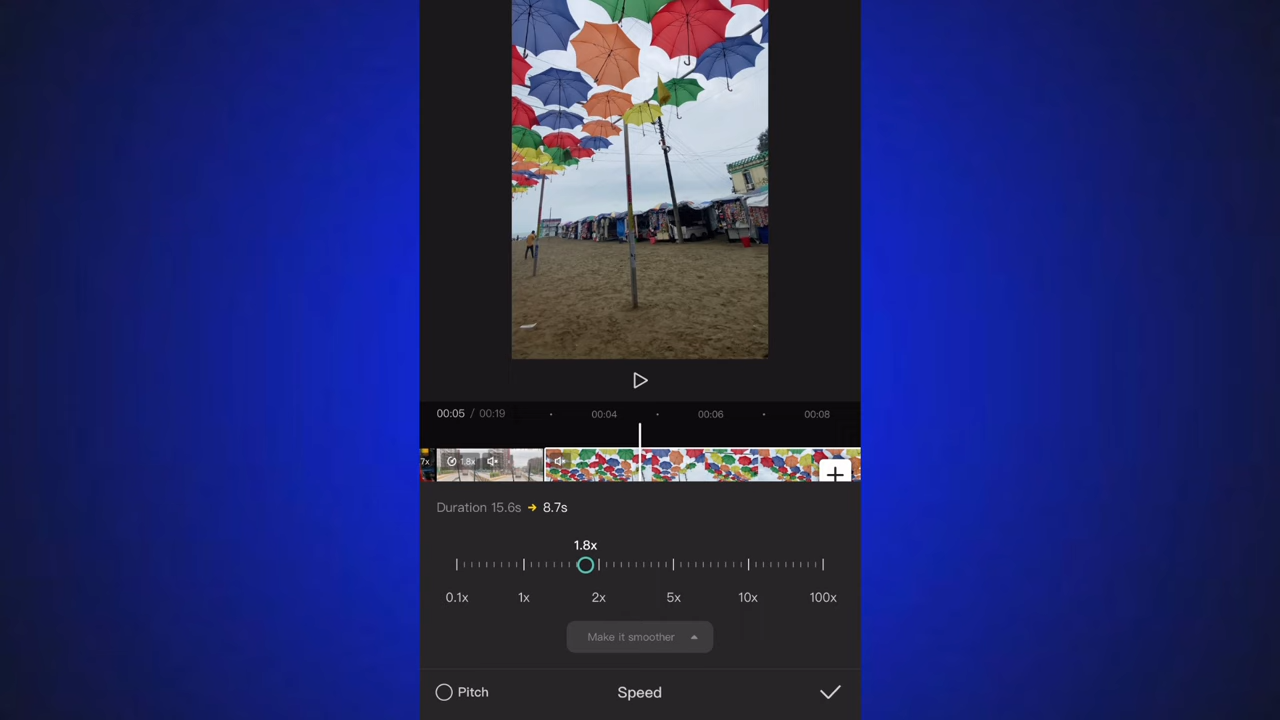 00:05 / 00:19 00:04 00:06 00:08
7x 1.8x
Duration 15.6s → 8.7s
1.8x
0.1x 1x 2x 5x 10x 100x
Make it smoother
Pitch Speed